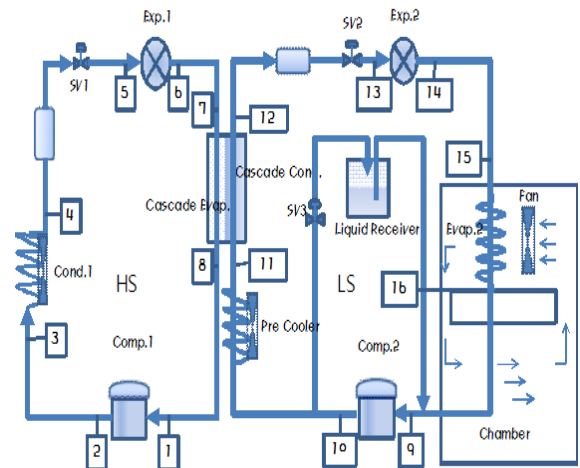 Exp.1
Exp.2
SV2
SV1
5
6
13
14
7
12
15
Cascade Cond.
Cascade Evap.
Liquid Receiver
SV3
Fan
Evap.2
4
Cond.1
HS
8
11
LS
16
3
Comp.1
Pre Cooler
Comp.2
2
1
10
9
Chamber